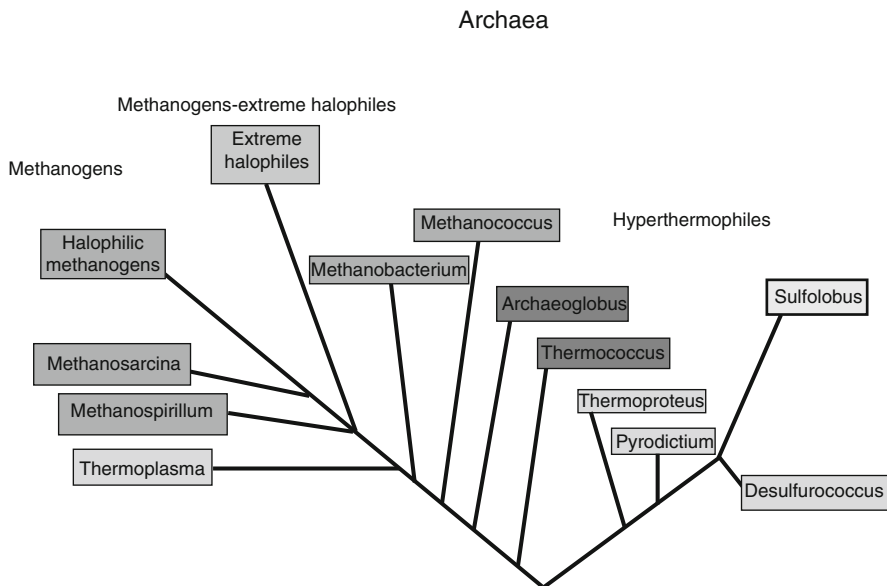 Archaea
Methanogens-extreme halophiles
Extreme
halophiles
Methanogens
Methanococcus
Hyperthermophiles
Halophilic
methanogens
Methanobacterium
Sulfolobus
Archaeoglobus
Thermococcus
Methanosarcina
Thermoproteus
Methanospirillum
Pyrodictium
Thermoplasma
Desulfurococcus